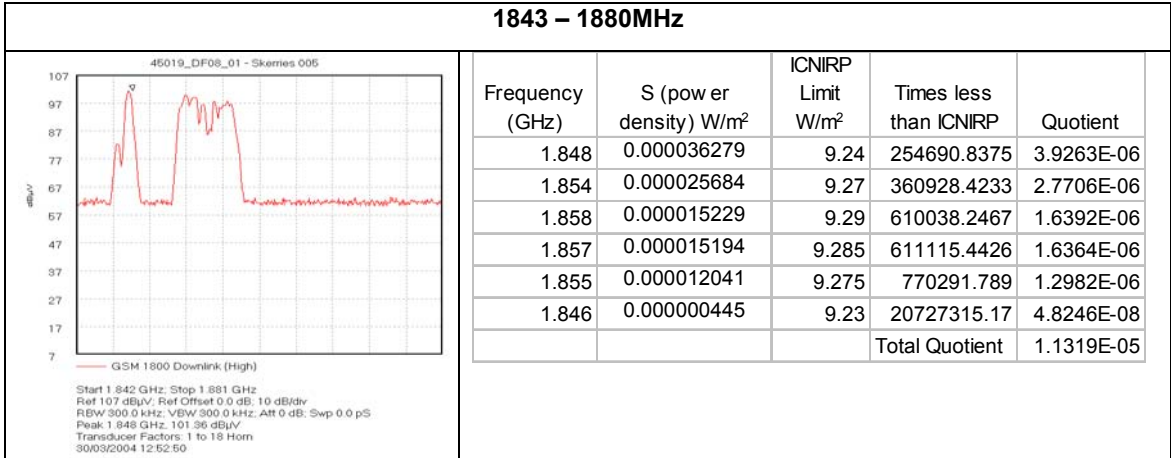 1843 – 1880MHz
45019_DF08_01 - Skerries 005
107
97
87
77
67
57
47
37
27
17
7
dBµV
GSM 1800 Downlink (High)
Start 1.842 GHz; Stop 1.881 GHz
Ref 107 dBµV; Ref Offset 0.0 dB; 10 dB/div
RBW 300.0 kHz; VBW 300.0 kHz; Att 0 dB; Swp 0.0 pS
Peak 1.848 GHz, 101.36 dBµV
Transducer Factors: 1 to 18 Horn
30/03/2004 12:52:50
Frequency (GHz) S (pow er density) W/m² ICNIRP Limit W/m² Times less than ICNIRP Quotient
1.848 0.000036279 9.24 254690.8375 3.9263E-06
1.854 0.000025684 9.27 360928.4233 2.7706E-06
1.858 0.000015229 9.29 610038.2467 1.6392E-06
1.857 0.000015194 9.285 611115.4426 1.6364E-06
1.855 0.000012041 9.275 770291.789 1.2982E-06
1.846 0.000000445 9.23 20727315.17 4.8246E-08
Total Quotient 1.1319E-05